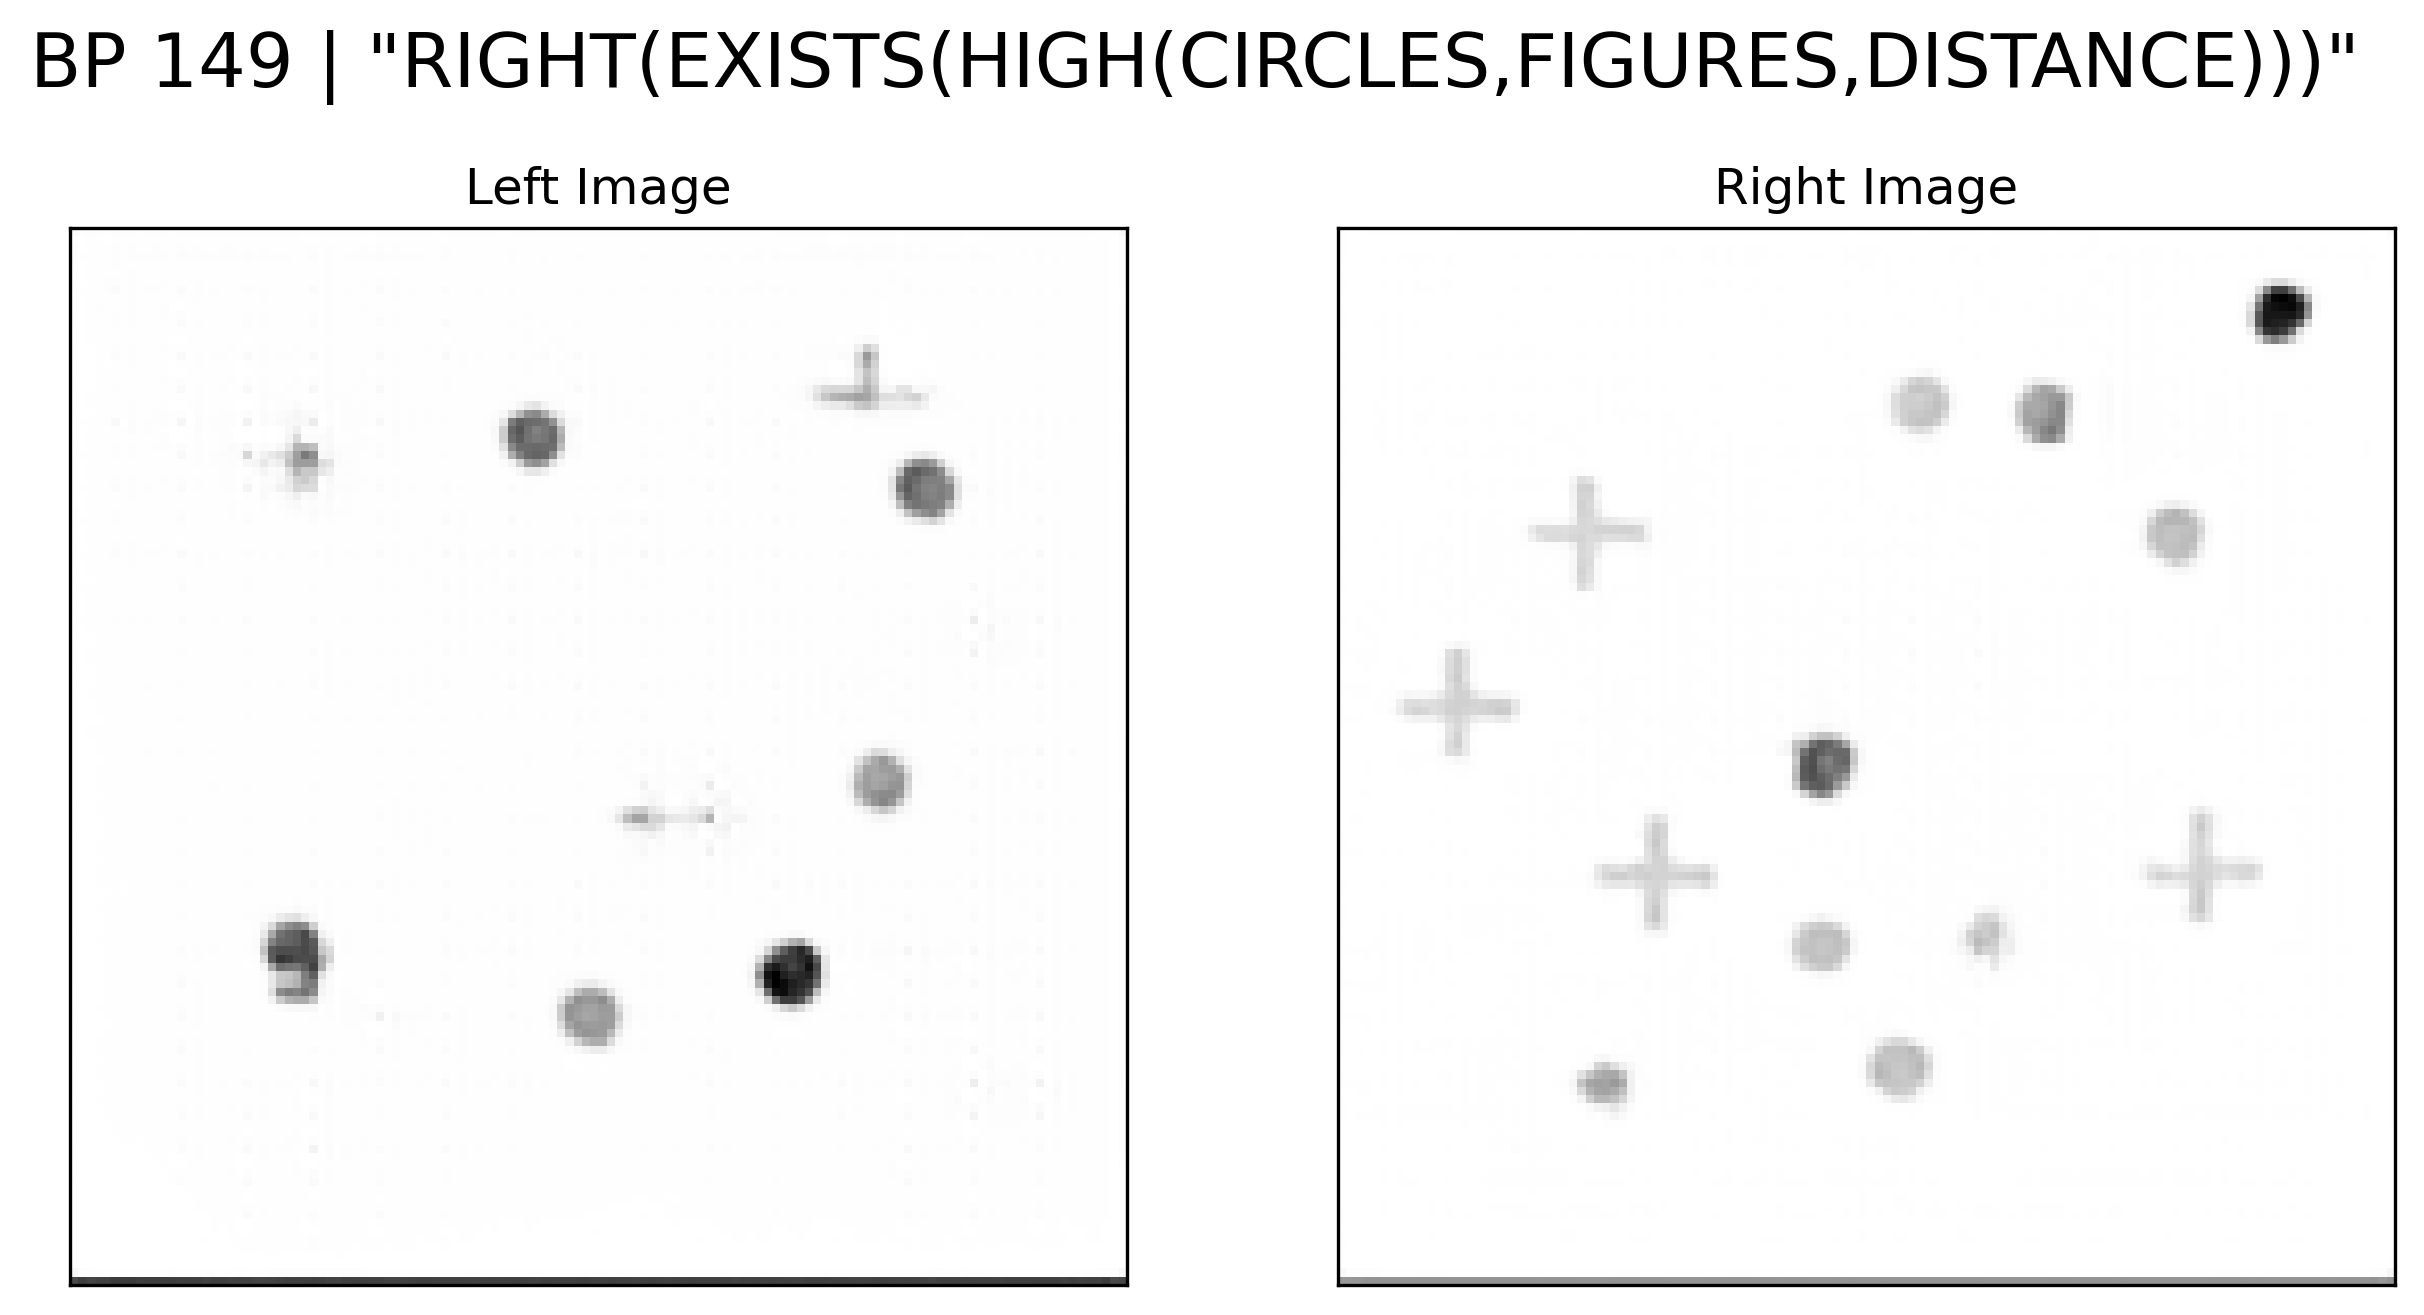 BP 149 | "RIGHT(EXISTS(HIGH(CIRCLES,FIGURES,DISTANCE)))"
Left Image
Right Image